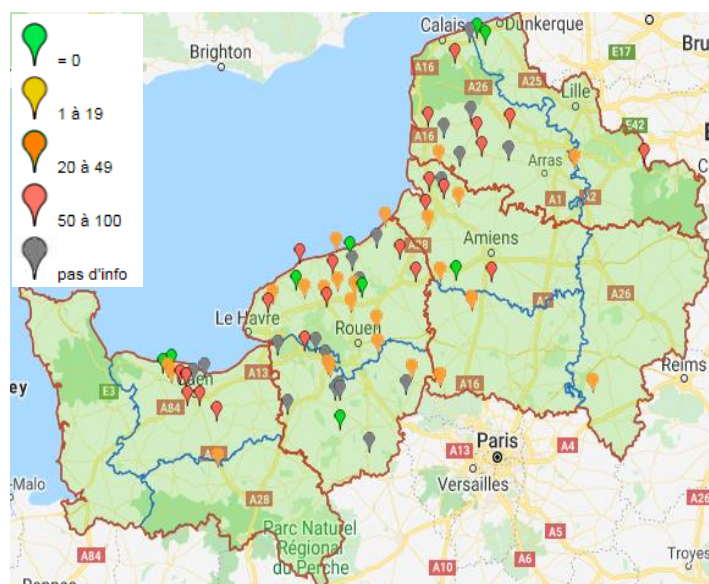 = 0
1 à 19
20 à 49
50 à 100
pas d'info
Brighton
Calais
Dunkerque
E17
Bru
A16
A25
A26
Lille
A16
E42
Arras
A1
A2
A28
Amiens
A26
Le Havre
Rouen
Reims
ey
E3
Caen
A13
A84
A16
Paris
A13
A4
Versailles
-Malo
A28
A5
Parc Naturel
Régional
du Perche
A26
A84
A6
A10
Troyes